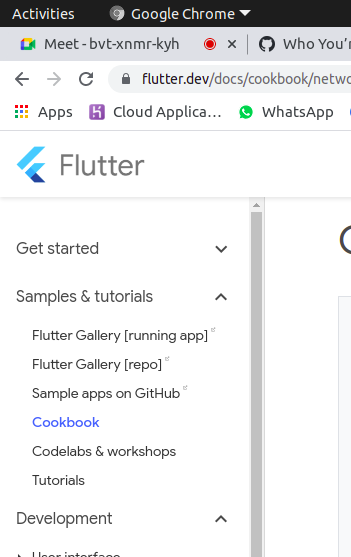 Activities Google Chrome
Meet - bvt-xnmr-kyh Who You'r
flutter.dev/docs/cookbook/netwo
Apps Cloud Applica... WhatsApp
Flutter
Get started
Samples & tutorials
Flutter Gallery [running app]
Flutter Gallery [repo]
Sample apps on GitHub
Cookbook
Codelabs & workshops
Tutorials
Development
User interface